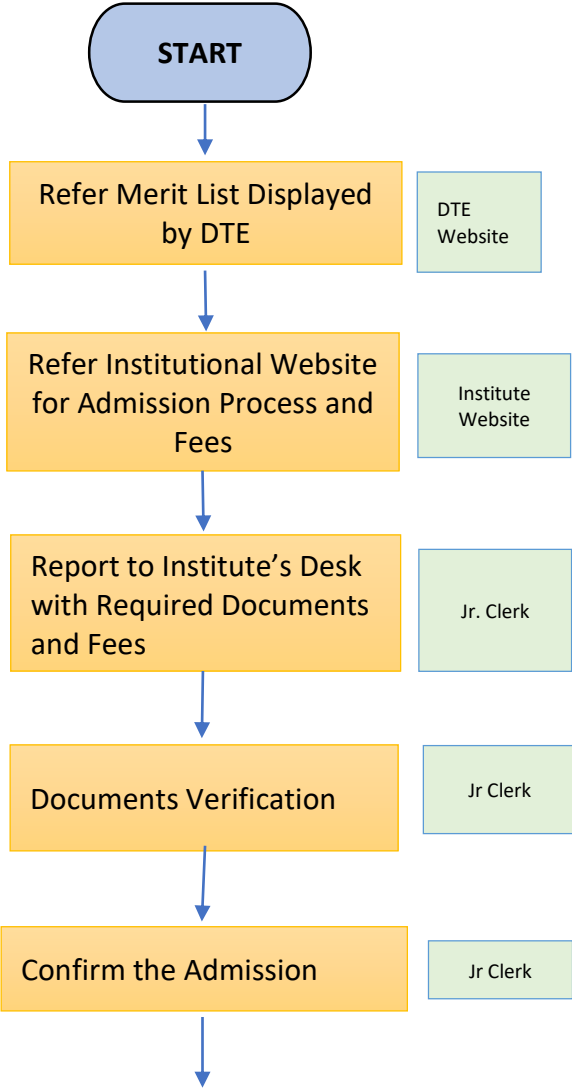 START
Refer Merit List Displayed
by DTE
DTE
Website
Refer Institutional Website
for Admission Process and
Fees
Institute
Website
Report to Institute’s Desk
with Required Documents
and Fees
Jr. Clerk
Documents Verification
Jr Clerk
Confirm the Admission
Jr Clerk